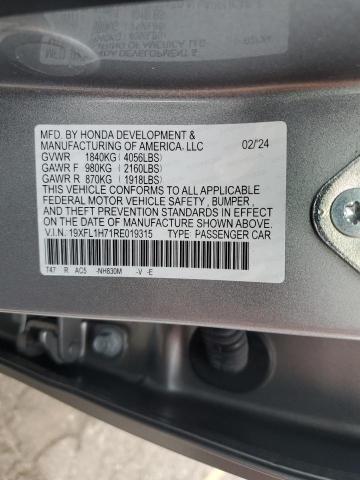 MFD. BY HONDA DEVELOPMENT &
MANUFACTURING OF AMERICA, LLC 02/'24
GVWR 1840KG (4056LBS)
GAWR F 980KG (2160LBS)
GAWR R 870KG (1918LBS)
THIS VEHICLE CONFORMS TO ALL APPLICABLE
FEDERAL MOTOR VEHICLE SAFETY, BUMPER,
AND THEFT PREVENTION STANDARDS IN EFFECT
ON THE DATE OF MANUFACTURE SHOWN ABOVE.
V.I.N. 19XFL1H71RE019315 TYPE PASSENGER CAR
T47 R AC5 -NH830M -V -E